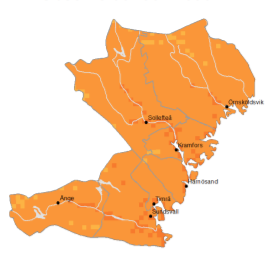 Örnsköldsvik
Sollefteå
Kramfors
Härnösand
Ånge
Timrå
Sundsvall